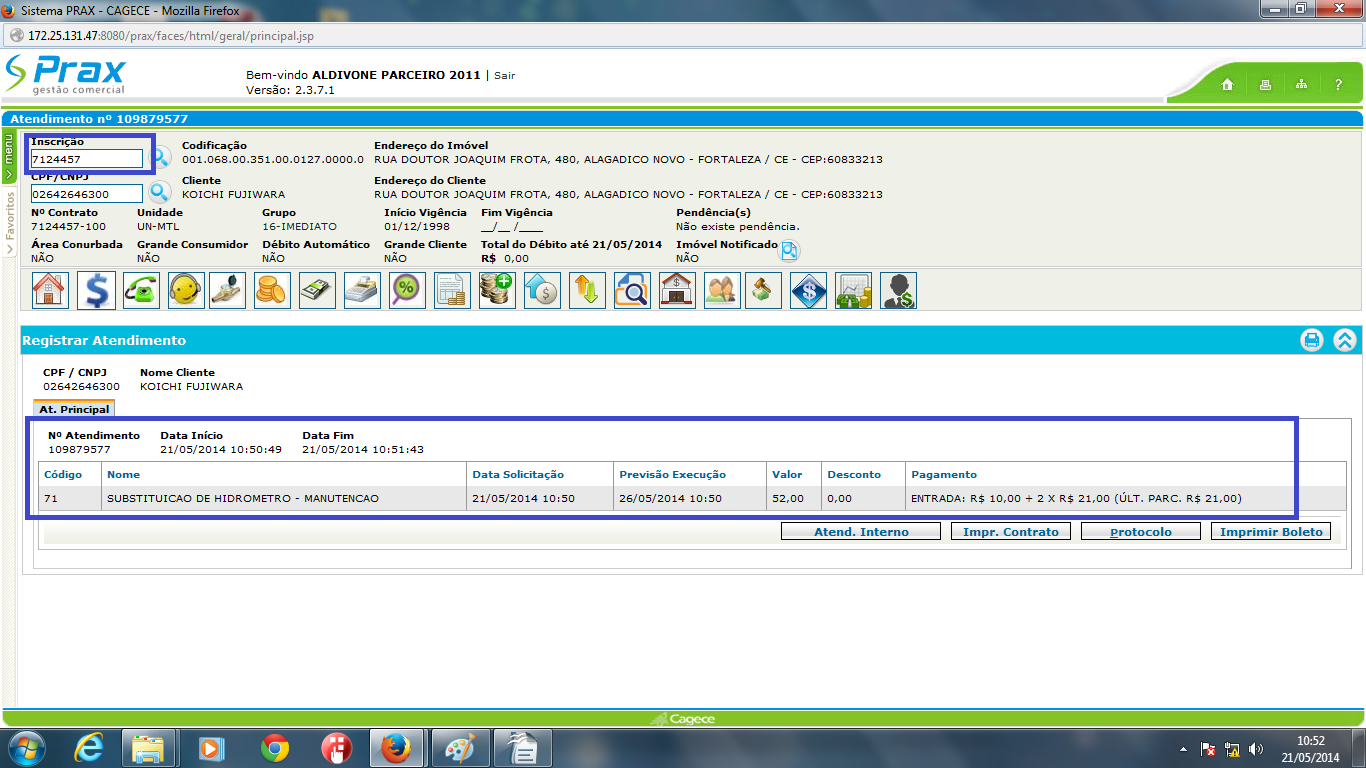 Sistema PRAX - CAGECE - Mozilla Firefox
172.25.131.47:8080/prax/faces/html/geral/principal.jsp
Prax
gestão comercial
Bem-vindo ALDIVONE PARCEIRO 2011 | Sair
Versão: 2.3.7.1
?
Atendimento nº 109879577
menu
Favoritos
Inscrição
7124457
Codificação
001.068.00.351.00.0127.0000.0
Endereço do Imóvel
RUA DOUTOR JOAQUIM FROTA, 480, ALAGADICO NOVO - FORTALEZA / CE - CEP:60833213
CPF/CNPJ
02642646300
Cliente
KOICHI FUJIWARA
Endereço do Cliente
RUA DOUTOR JOAQUIM FROTA, 480, ALAGADICO NOVO - FORTALEZA / CE - CEP:60833213
Nº Contrato Unidade Grupo Início Vigência Fim Vigência Pendência(s)
7124457-100 UN-MTL 16-IMEDIATO 01/12/1998 __/__ /____ Não existe pendência.
Área Conurbada Grande Consumidor Débito Automático Grande Cliente Total do Débito até 21/05/2014 Imóvel Notificado
NÃO NÃO NÃO NÃO R$ 0,00 NÃO
Registrar Atendimento
CPF / CNPJ Nome Cliente
02642646300 KOICHI FUJIWARA
At. Principal
Nº Atendimento Data Início Data Fim
109879577 21/05/2014 10:50:49 21/05/2014 10:51:43
Código Nome Data Solicitação Previsão Execução Valor Desconto Pagamento
71 SUBSTITUICAO DE HIDROMETRO - MANUTENCAO 21/05/2014 10:50 26/05/2014 10:50 52,00 0,00 ENTRADA: R$ 10,00 + 2 X R$ 21,00 (ÚLT. PARC. R$ 21,00)
Atend. Interno Impr. Contrato Protocolo Imprimir Boleto
Cagece
10:52
21/05/2014